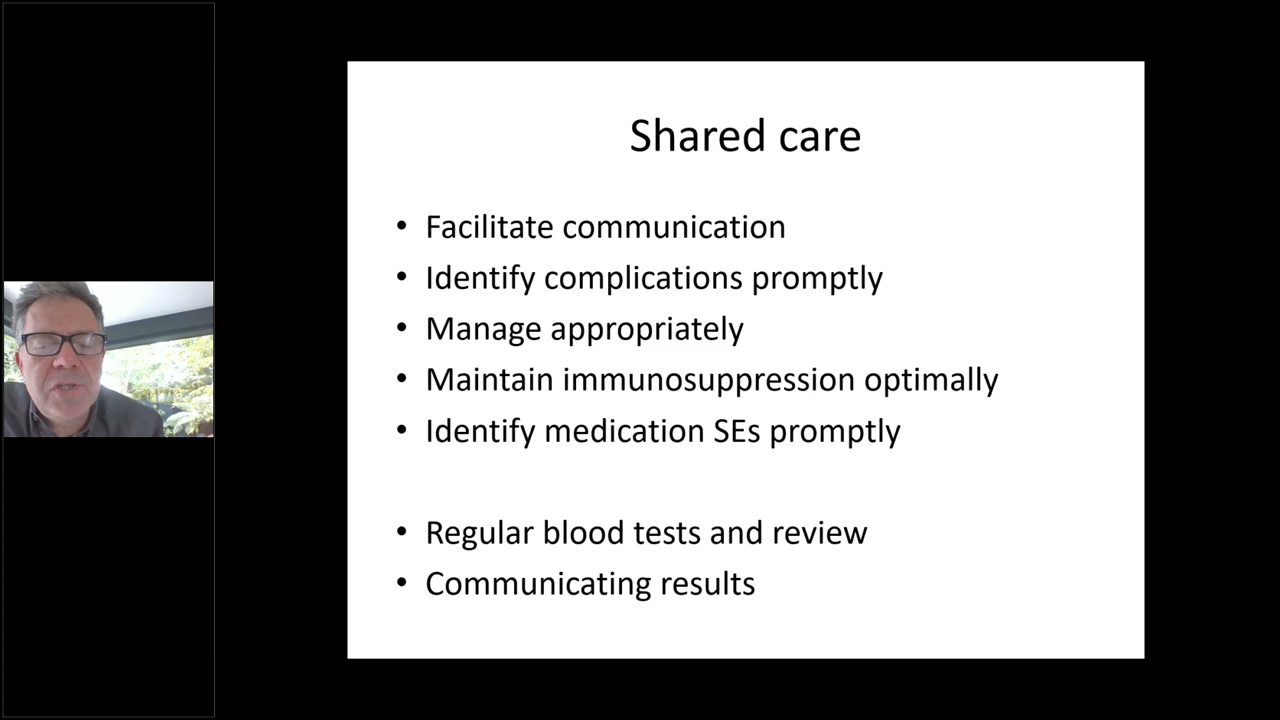 Shared care
• Facilitate communication
• Identify complications promptly
• Manage appropriately
• Maintain immunosuppression optimally
• Identify medication SEs promptly
• Regular blood tests and review
• Communicating results